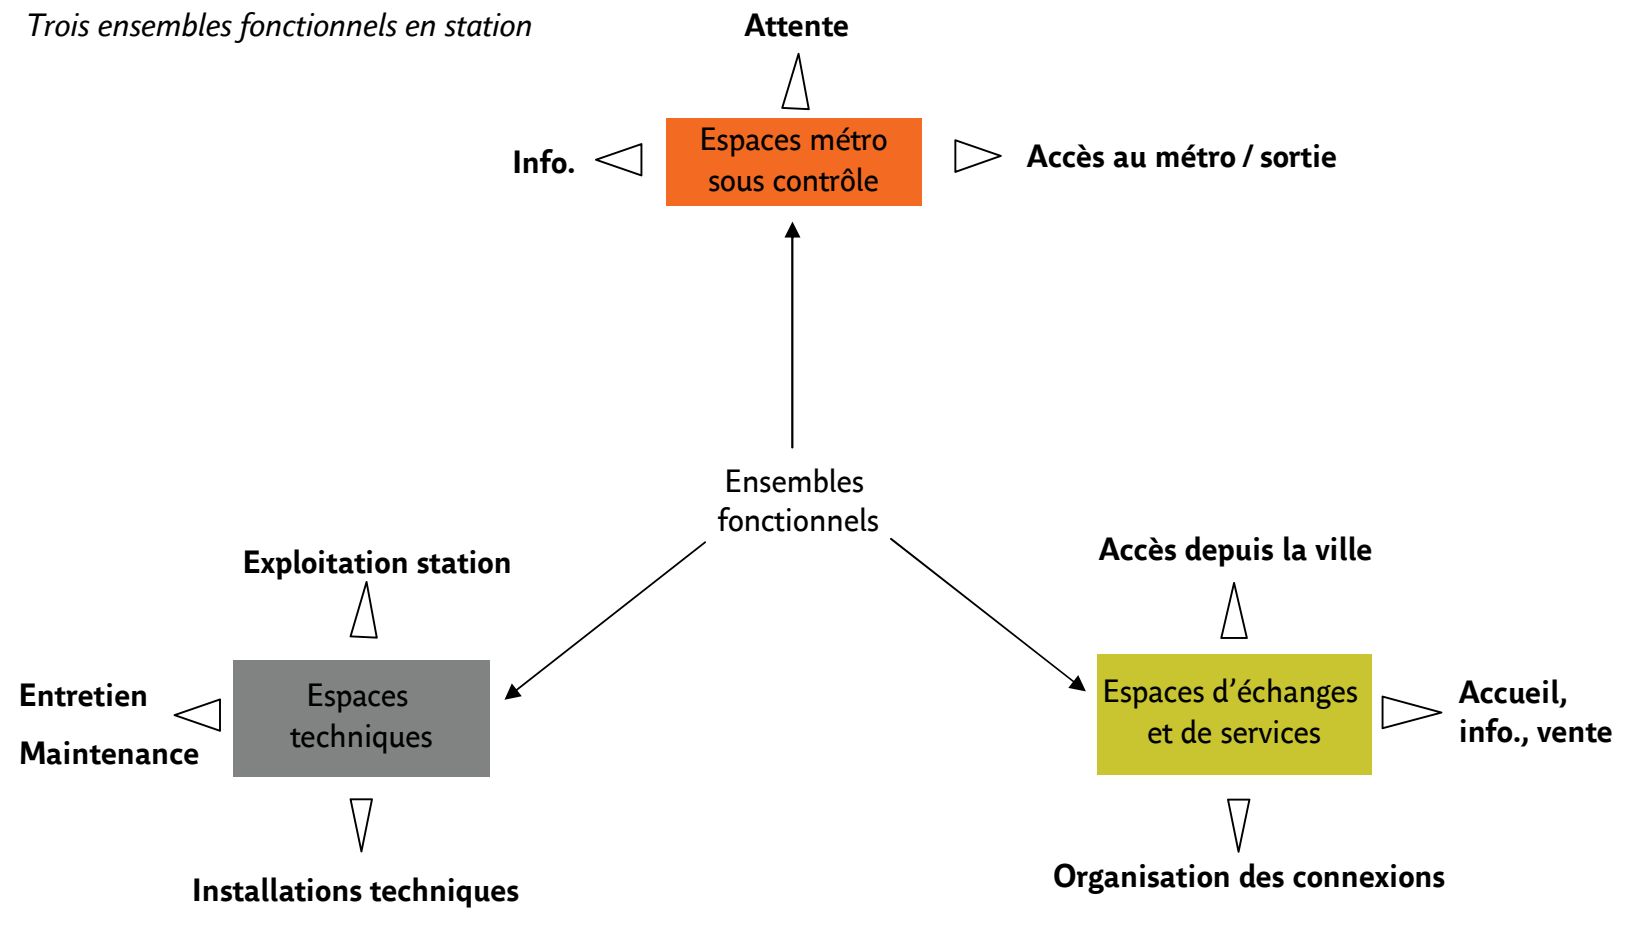 Trois ensembles fonctionnels en station
Attente
Info.
Espaces métro
sous contrôle
Accès au métro / sortie
Ensembles
fonctionnels
Exploitation station
Entretien
Maintenance
Espaces
techniques
Installations techniques
Accès depuis la ville
Espaces d’échanges
et de services
Accueil,
info., vente
Organisation des connexions